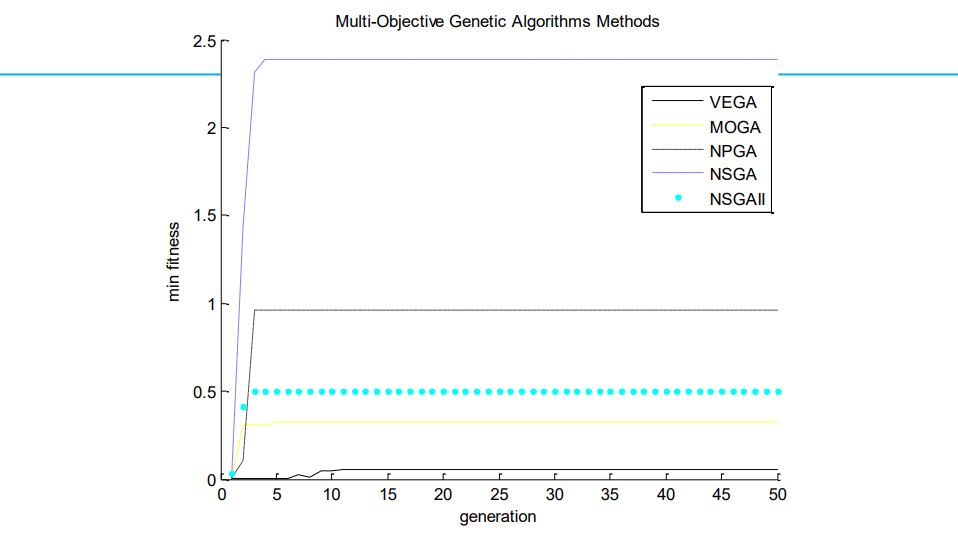 Multi-Objective Genetic Algorithms Methods
2.5
2
1.5
1
0.5
0
min fitness
VEGA
MOGA
NPGA
NSGA
NSGAII
0 5 10 15 20 25 30 35 40 45 50
generation